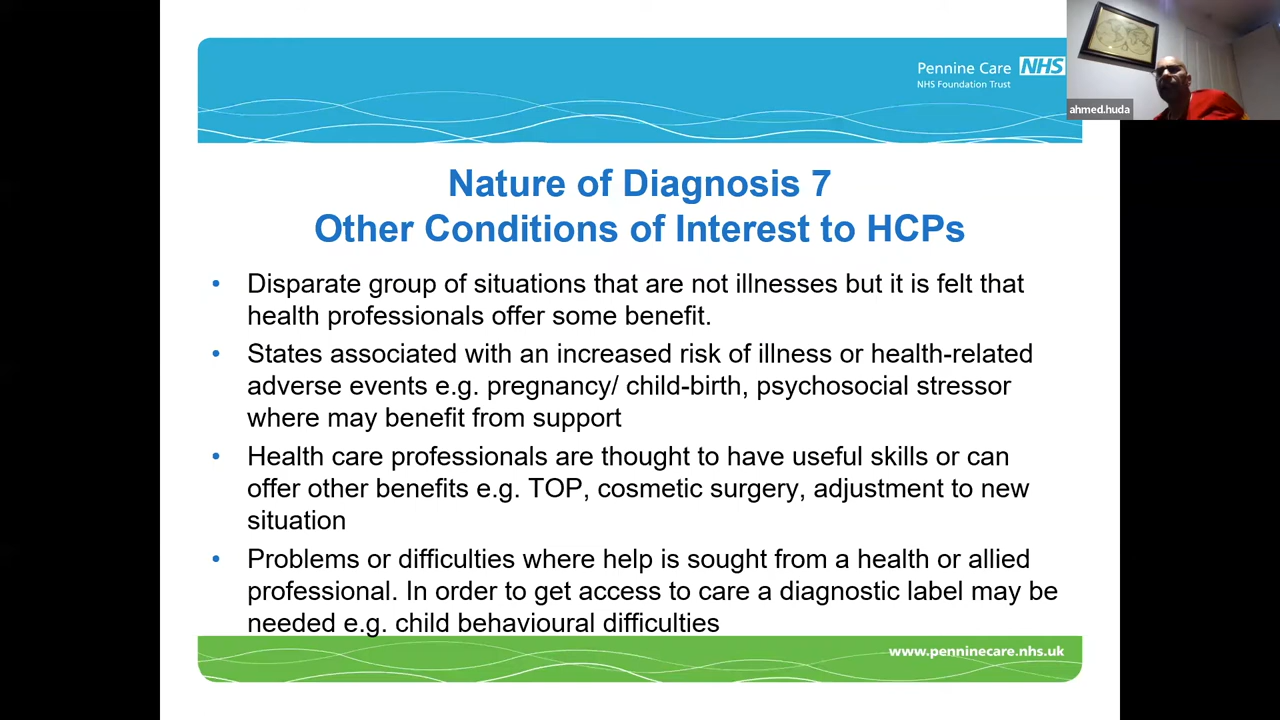 Pennine Care NHS
NHS Foundation Trust
ahmed.huda
Nature of Diagnosis 7
Other Conditions of Interest to HCPs
• Disparate group of situations that are not illnesses but it is felt that
health professionals offer some benefit.
• States associated with an increased risk of illness or health-related
adverse events e.g. pregnancy/ child-birth, psychosocial stressor
where may benefit from support
• Health care professionals are thought to have useful skills or can
offer other benefits e.g. TOP, cosmetic surgery, adjustment to new
situation
• Problems or difficulties where help is sought from a health or allied
professional. In order to get access to care a diagnostic label may be
needed e.g. child behavioural difficulties
www.penninecare.nhs.uk